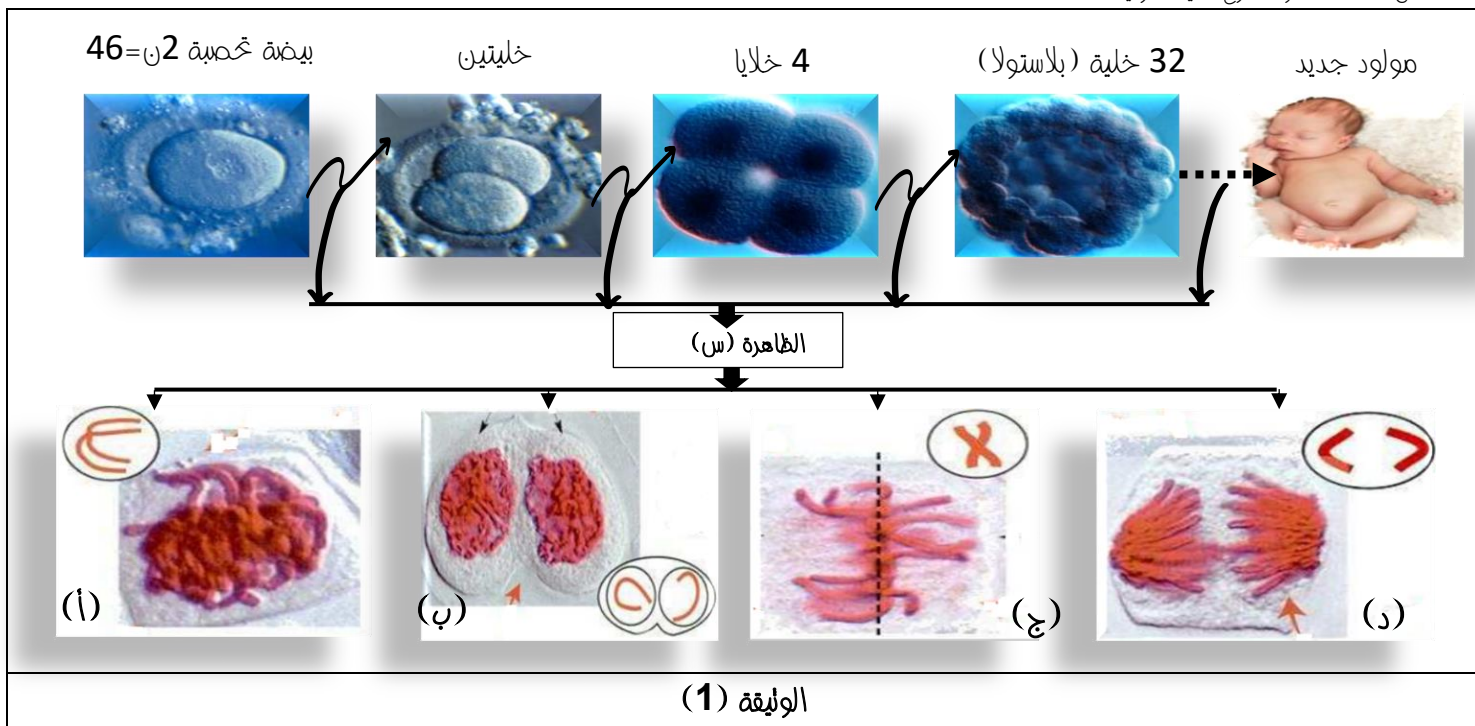 مولود جديد
32 خلية (بلاستولا)
4 خلايا
خليتين
بيضة مخصبة 2ن=46
الظاهرة (س)
(أ)
(ب)
(ج)
(د)
الوثيقة (1)